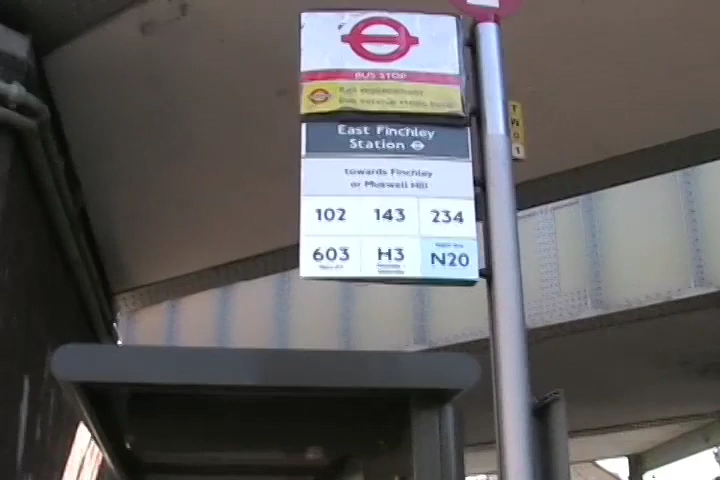 BUS STOP
Rail replacement
bus service stops here
East Finchley
Station
towards Finchley
or Muswell Hill
102 143 234
603 H3 N20